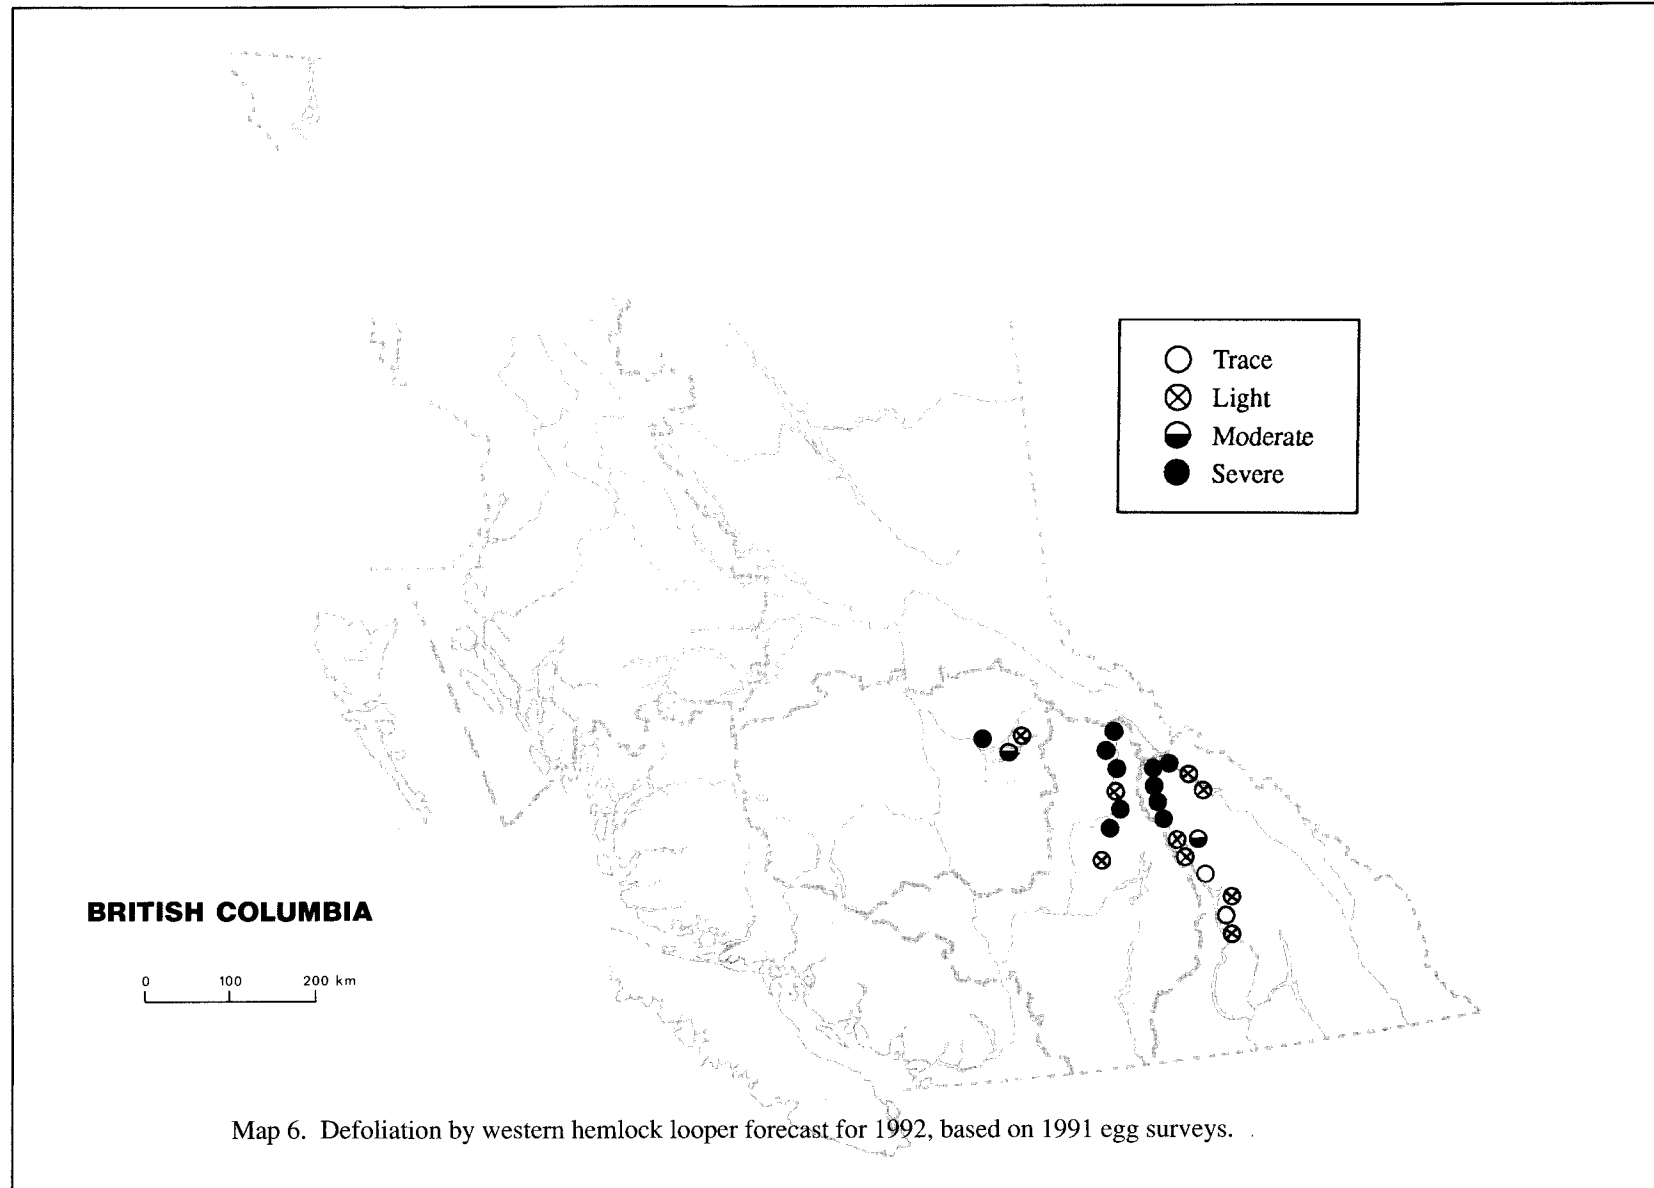 Trace
Light
Moderate
Severe
BRITISH COLUMBIA
0 100 200 km
Map 6. Defoliation by western hemlock looper forecast for 1992, based on 1991 egg surveys.